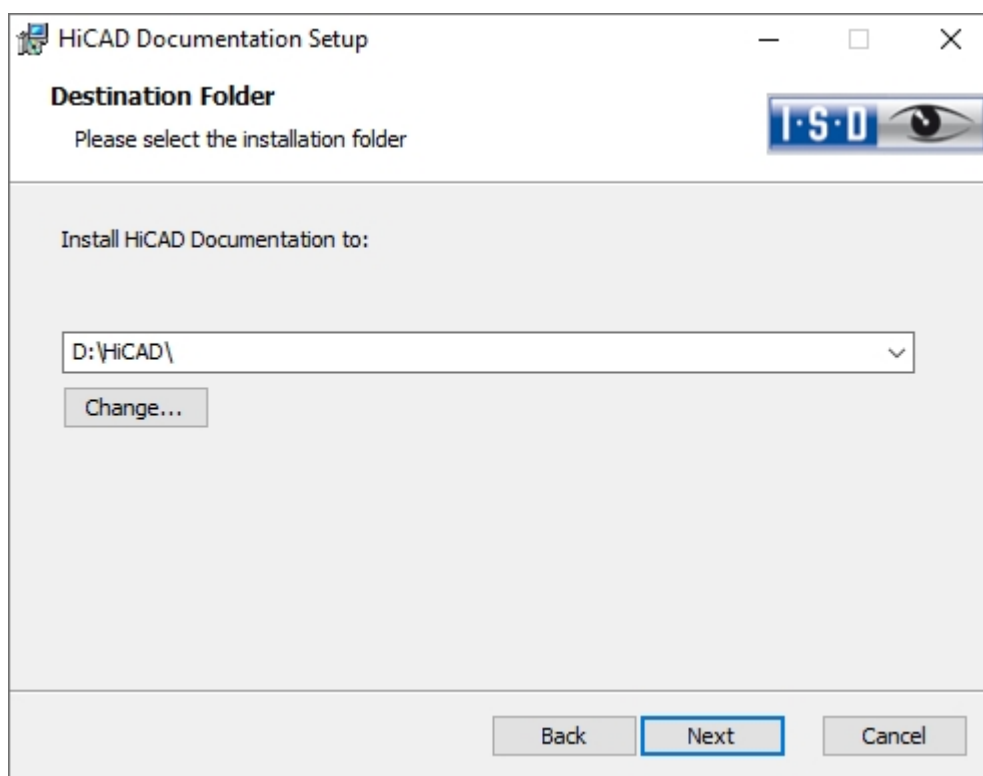 HiCAD Documentation Setup
Destination Folder
Please select the installation folder
I·S·D
Install HiCAD Documentation to:
D:\HiCAD\
Change...
Back Next Cancel